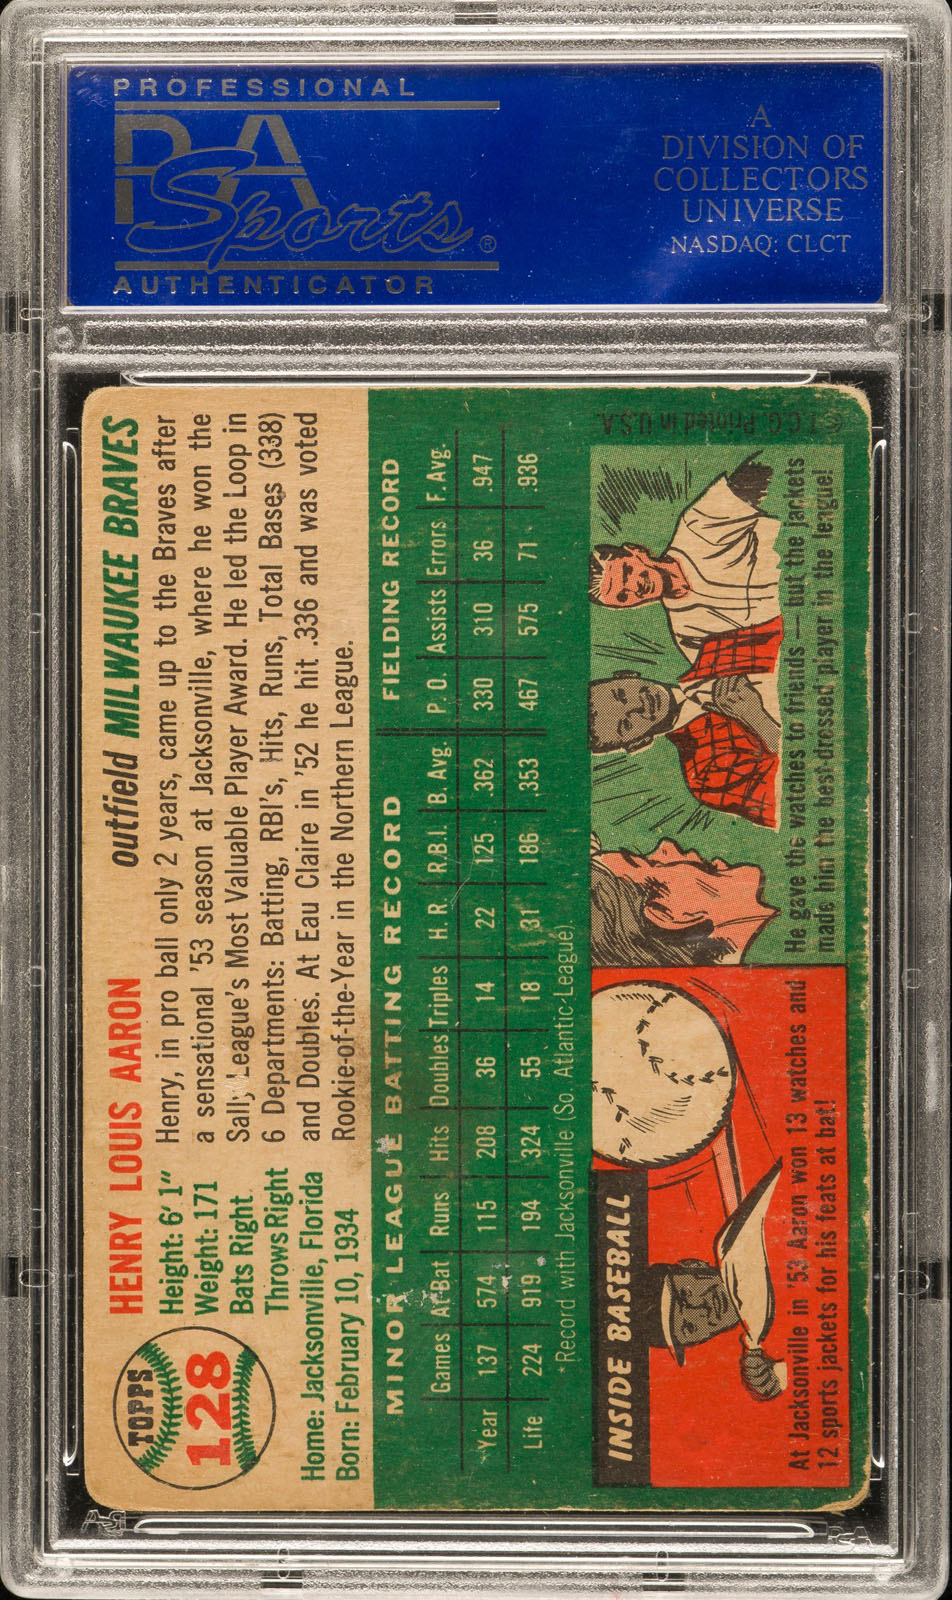 PROFESSIONAL
PSA
Sports®
AUTHENTICATOR
A
DIVISION OF
COLLECTORS
UNIVERSE
NASDAQ: CLCT
TOPPS
128
HENRY LOUIS AARON
outfield MILWAUKEE BRAVES
Height: 6' 1"
Weight: 171
Bats Right
Throws Right
Home: Jacksonville, Florida
Born: February 10, 1934
Henry, in pro ball only 2 years, came up to the Braves after
a sensational '53 season at Jacksonville, where he won the
Sally League's Most Valuable Player Award. He led the Loop in
6 Departments: Batting, RBI's, Hits, Runs, Total Bases (338)
and Doubles. At Eau Claire in '52 he hit .336 and was voted
Rookie-of-the-Year in the Northern League.
MINOR LEAGUE BATTING RECORD FIELDING RECORD
Games At Bat Runs Hits Doubles Triples H. R. R.B.I. B. Avg. P. O. Assists Errors F. Avg.
Year 137 574 115 208 36 14 22 125 .362 330 310 36 .947
Life 224 919 194 324 55 18 31 186 .353 467 575 71 .936
Record with Jacksonville (So. Atlantic League).
INSIDE BASEBALL
At Jacksonville in '53 Aaron won 13 watches and
12 sports jackets for his feats at bat!
He gave the watches to friends — but the jackets
made him the best-dressed player in the league!
© T.C.G. Printed in U.S.A.